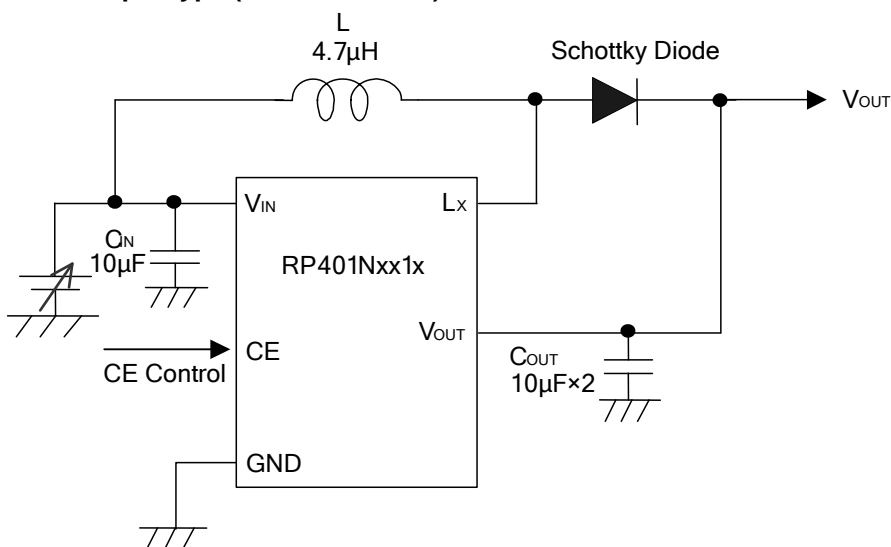 L
4.7µH
Schottky Diode
VOUT
VIN
LX
CIN
10µF
RP401Nxx1x
VOUT
CE
CE Control
COUT
10µF×2
GND